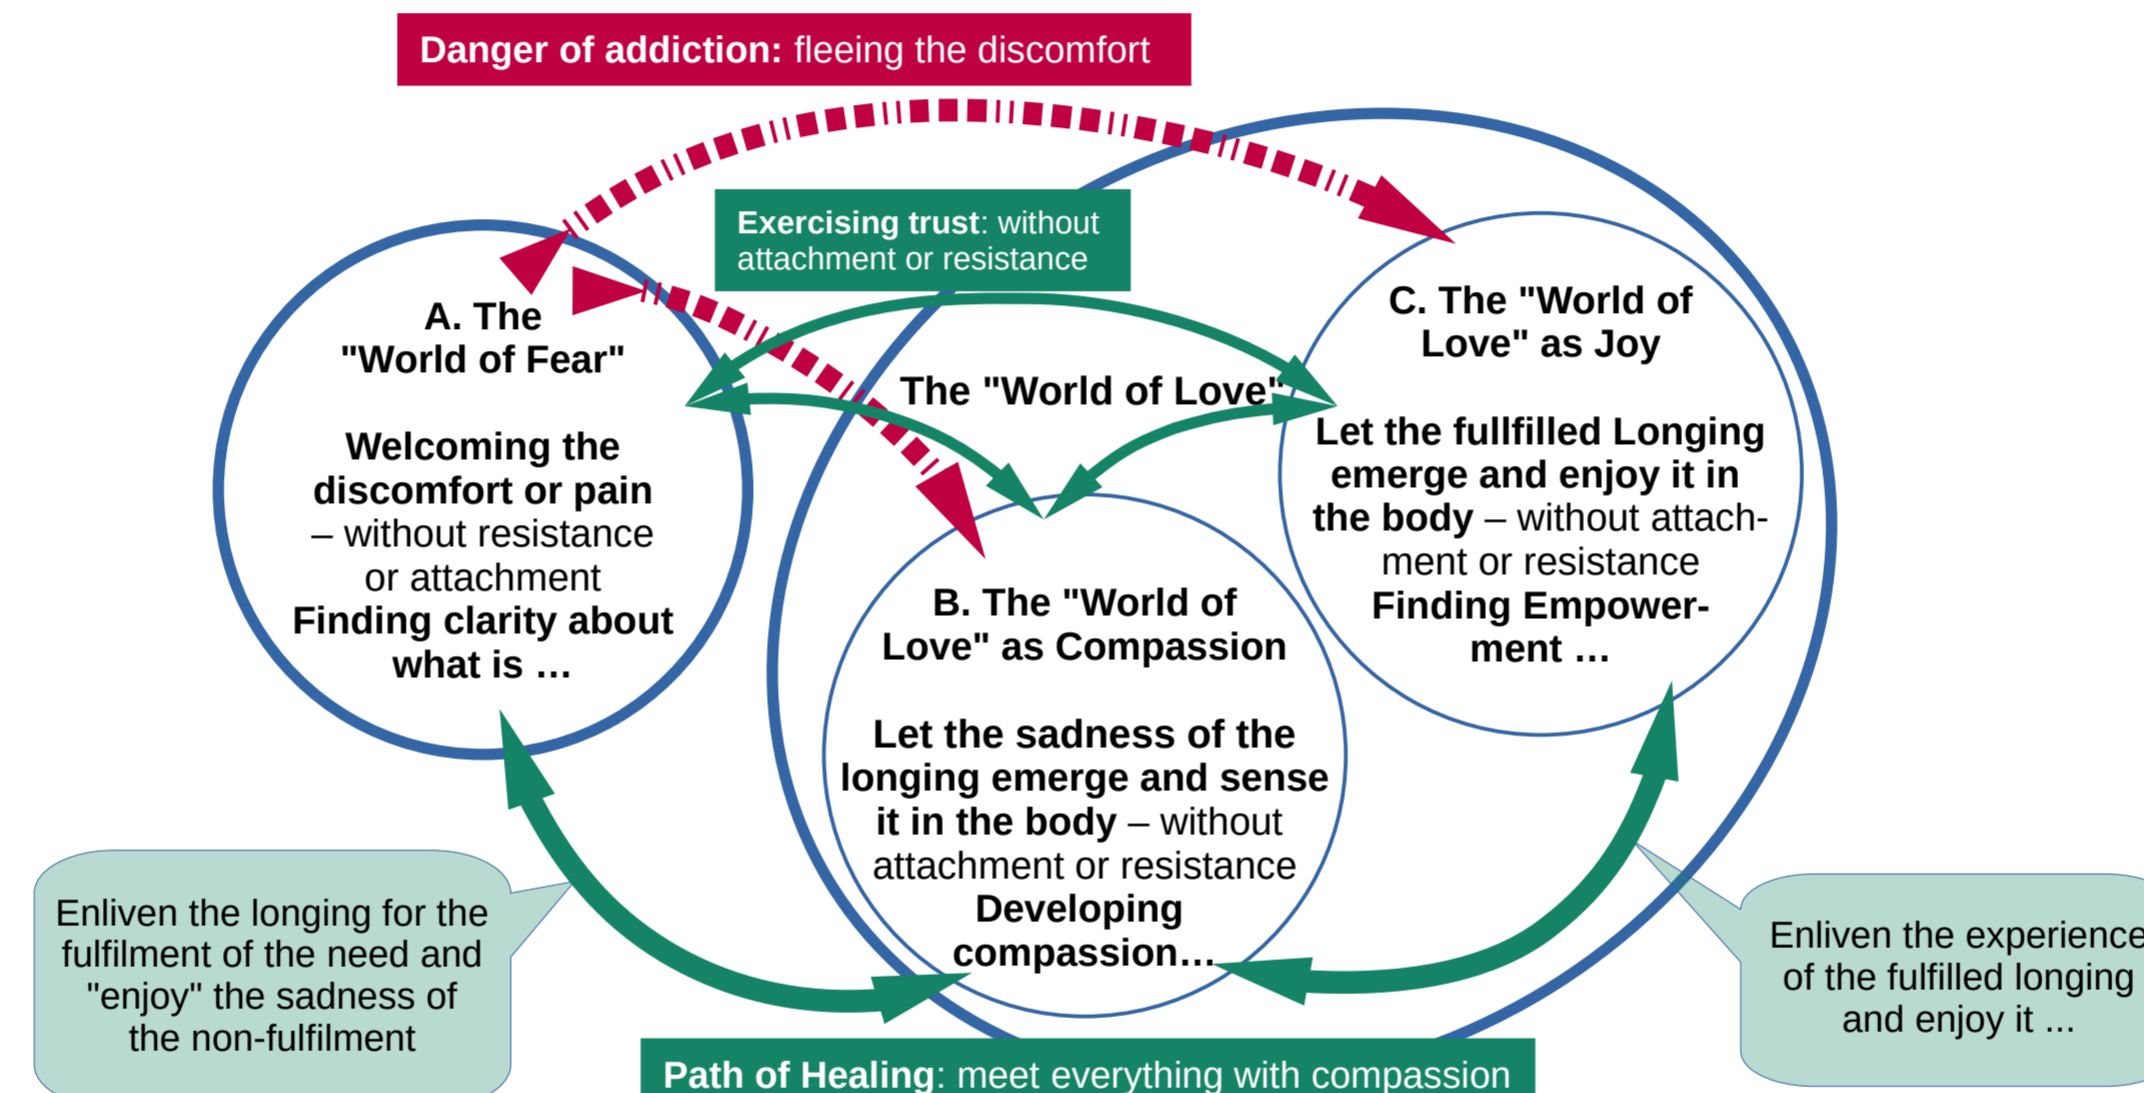 Danger of addiction: fleeing the discomfort
Exercising trust: without
attachment or resistance
A. The
"World of Fear"
Welcoming the
discomfort or pain
– without resistance
or attachment
Finding clarity about
what is …
The "World of Love"
C. The "World of
Love" as Joy
Let the fullfilled Longing
emerge and enjoy it in
the body – without attach-
ment or resistance
Finding Empower-
ment …
B. The "World of
Love" as Compassion
Let the sadness of the
longing emerge and sense
it in the body – without
attachment or resistance
Developing
compassion…
Enliven the longing for the
fulfilment of the need and
"enjoy" the sadness of
the non-fulfilment
Enliven the experience
of the fulfilled longing
and enjoy it ...
Path of Healing: meet everything with compassion